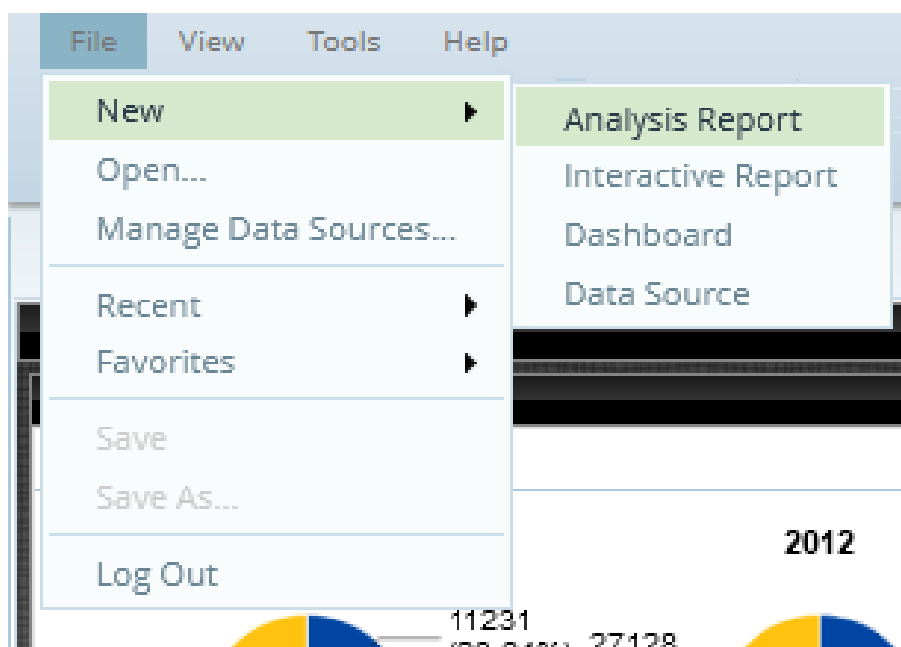 File View Tools Help
New
Open...
Manage Data Sources...
Recent
Favorites
Save
Save As...
Log Out
Analysis Report
Interactive Report
Dashboard
Data Source
2012
11231
27128